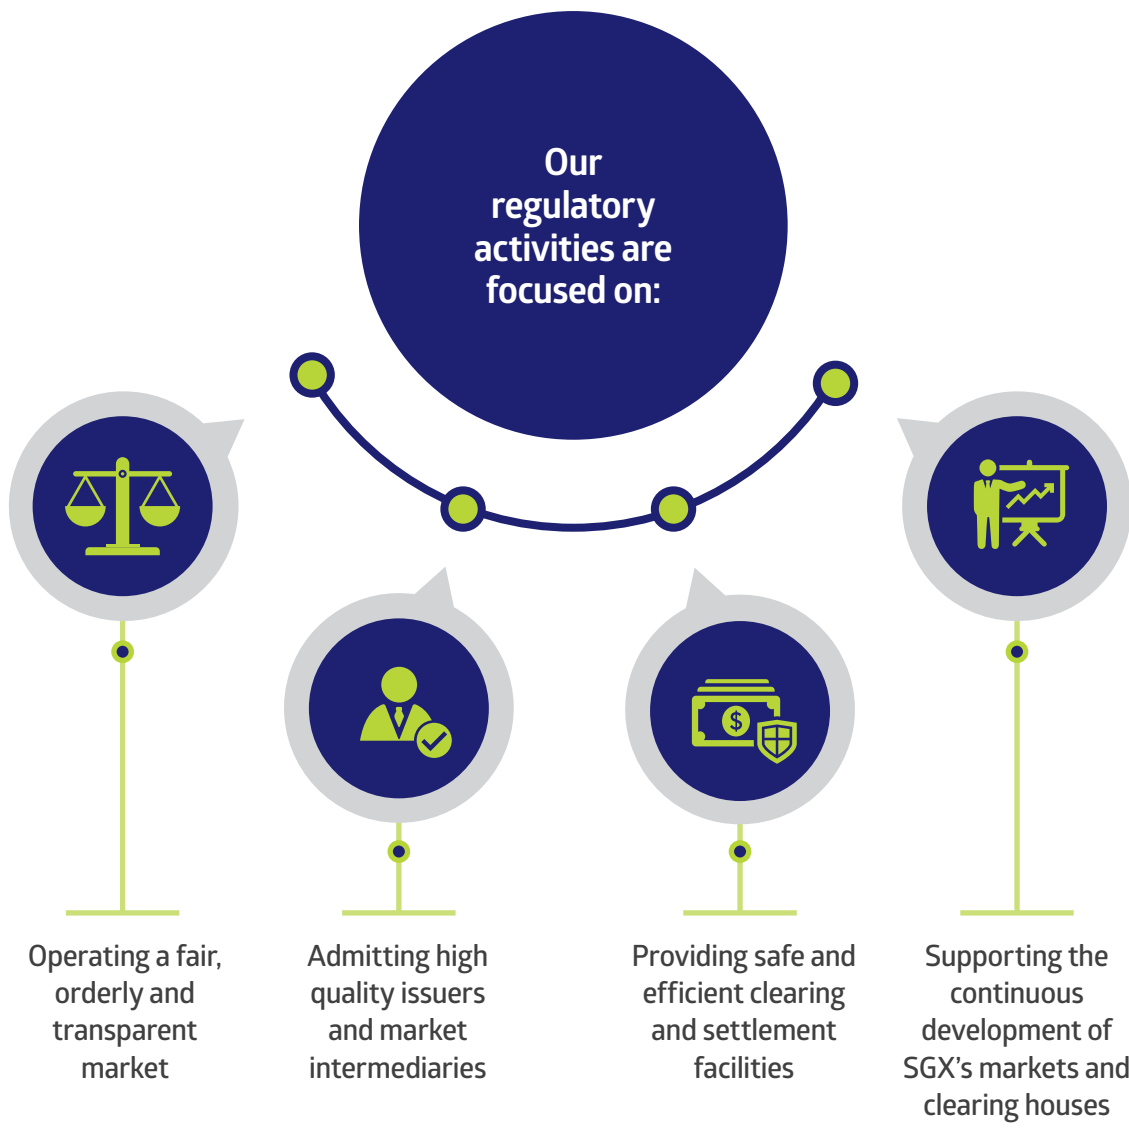 Our
regulatory
activities are
focused on:
$
Operating a fair,
orderly and
transparent
market
Admitting high
quality issuers
and market
intermediaries
Providing safe and
efficient clearing
and settlement
facilities
Supporting the
continuous
development of
SGX’s markets and
clearing houses